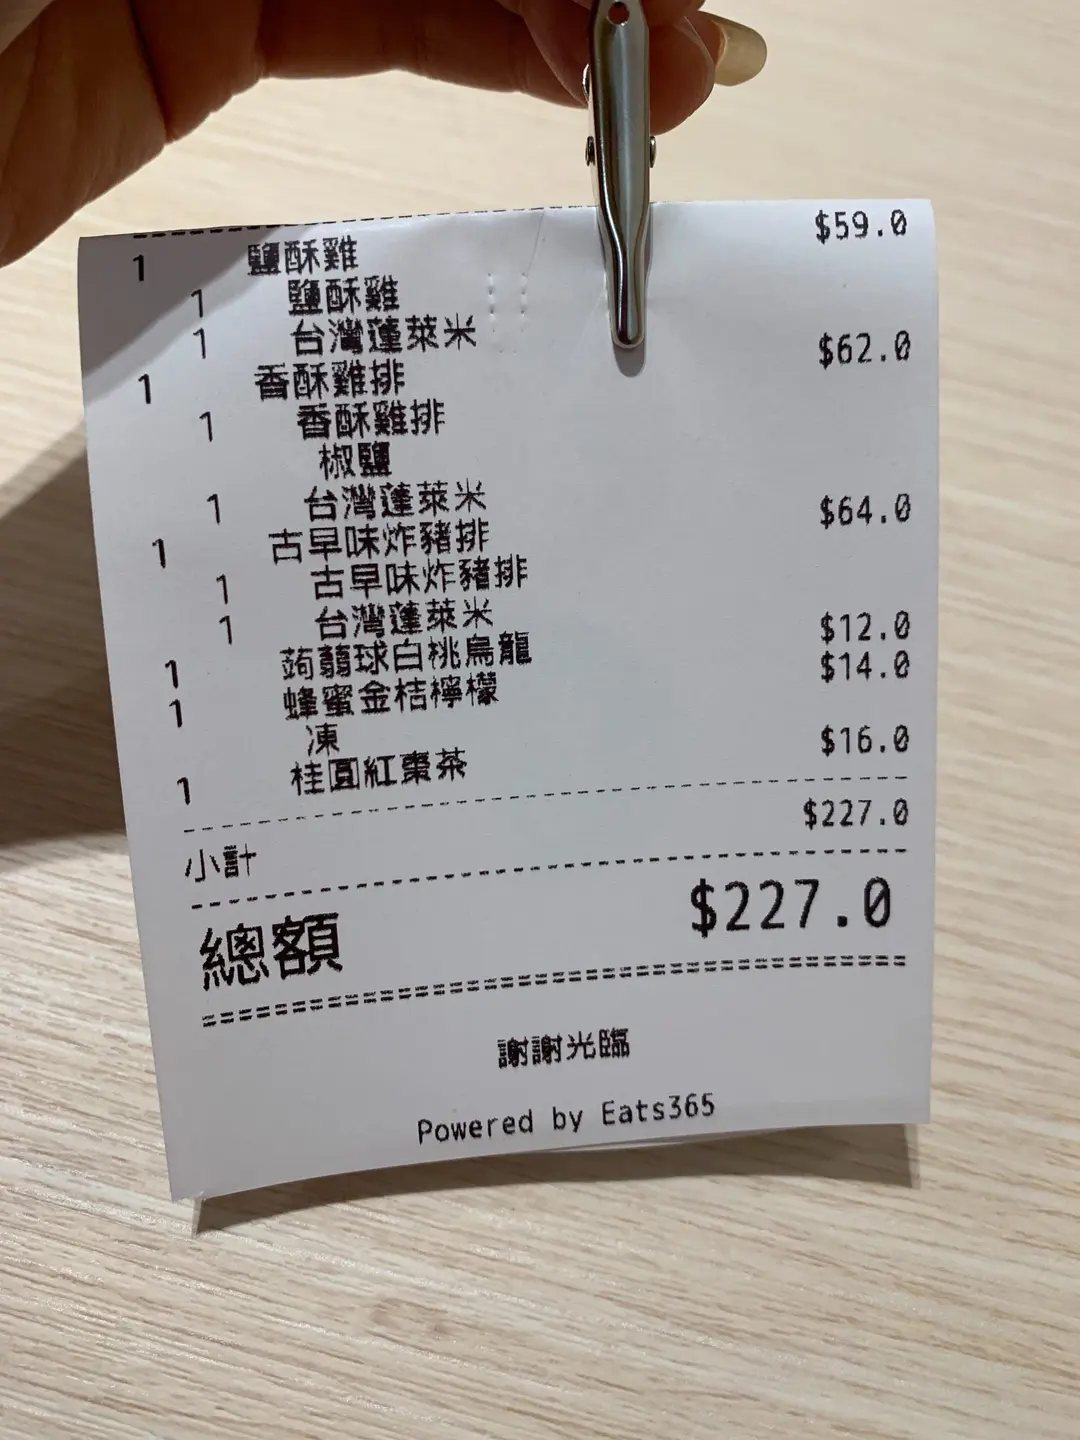 1 鹽酥雞 $59.0
1 鹽酥雞
1 台灣蓬萊米
1 香酥雞排 $62.0
1 香酥雞排
椒鹽
1 台灣蓬萊米
1 古早味炸豬排 $64.0
1 古早味炸豬排
1 台灣蓬萊米
1 蒟蒻球白桃烏龍 $12.0
1 蜂蜜金桔檸檬 $14.0
凍
1 桂圓紅棗茶 $16.0
小計 $227.0
總額 $227.0
謝謝光臨
Powered by Eats365